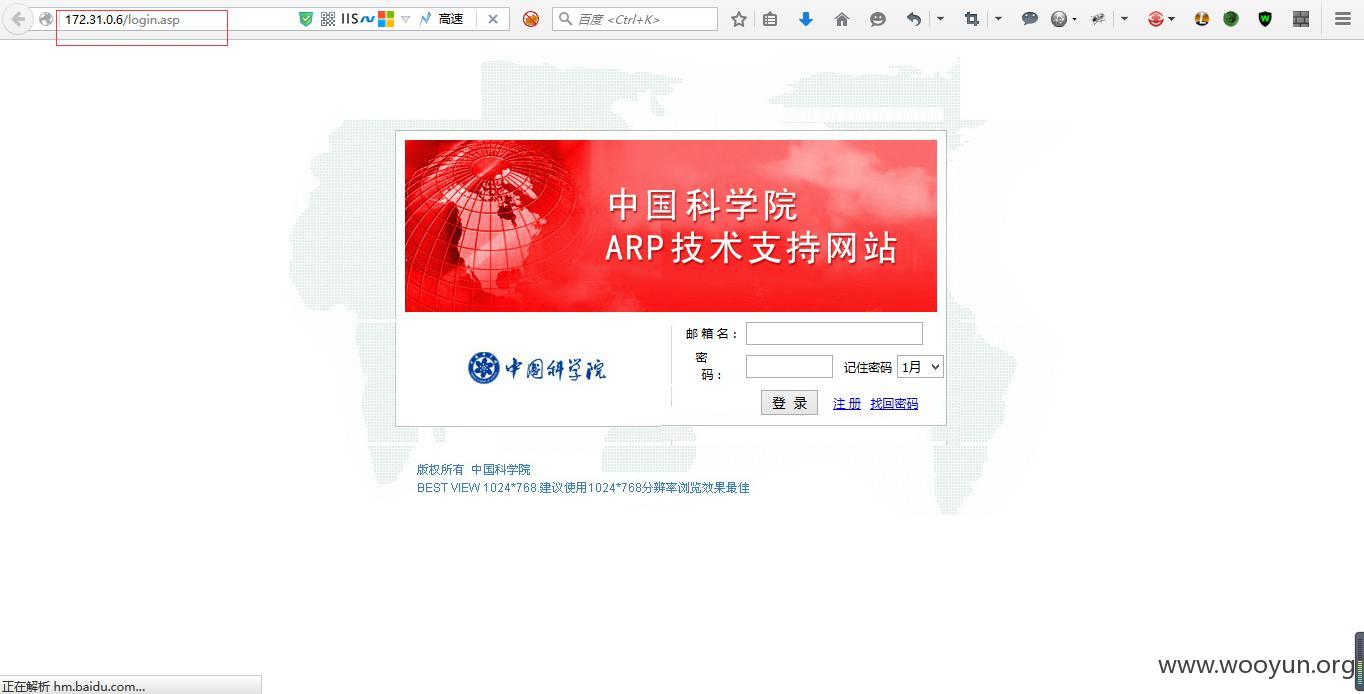 172.31.0.6/login.asp
IIS
高速
百度 <Ctrl+K>
中国科学院
ARP技术支持网站
中国科学院
邮 箱 名：
密
码：
记住密码
1月
登 录
注 册
找回密码
版权所有 中国科学院
BEST VIEW 1024*768.建议使用1024*768分辨率浏览效果最佳
www.wooyun.org
正在解析 hm.baidu.com...